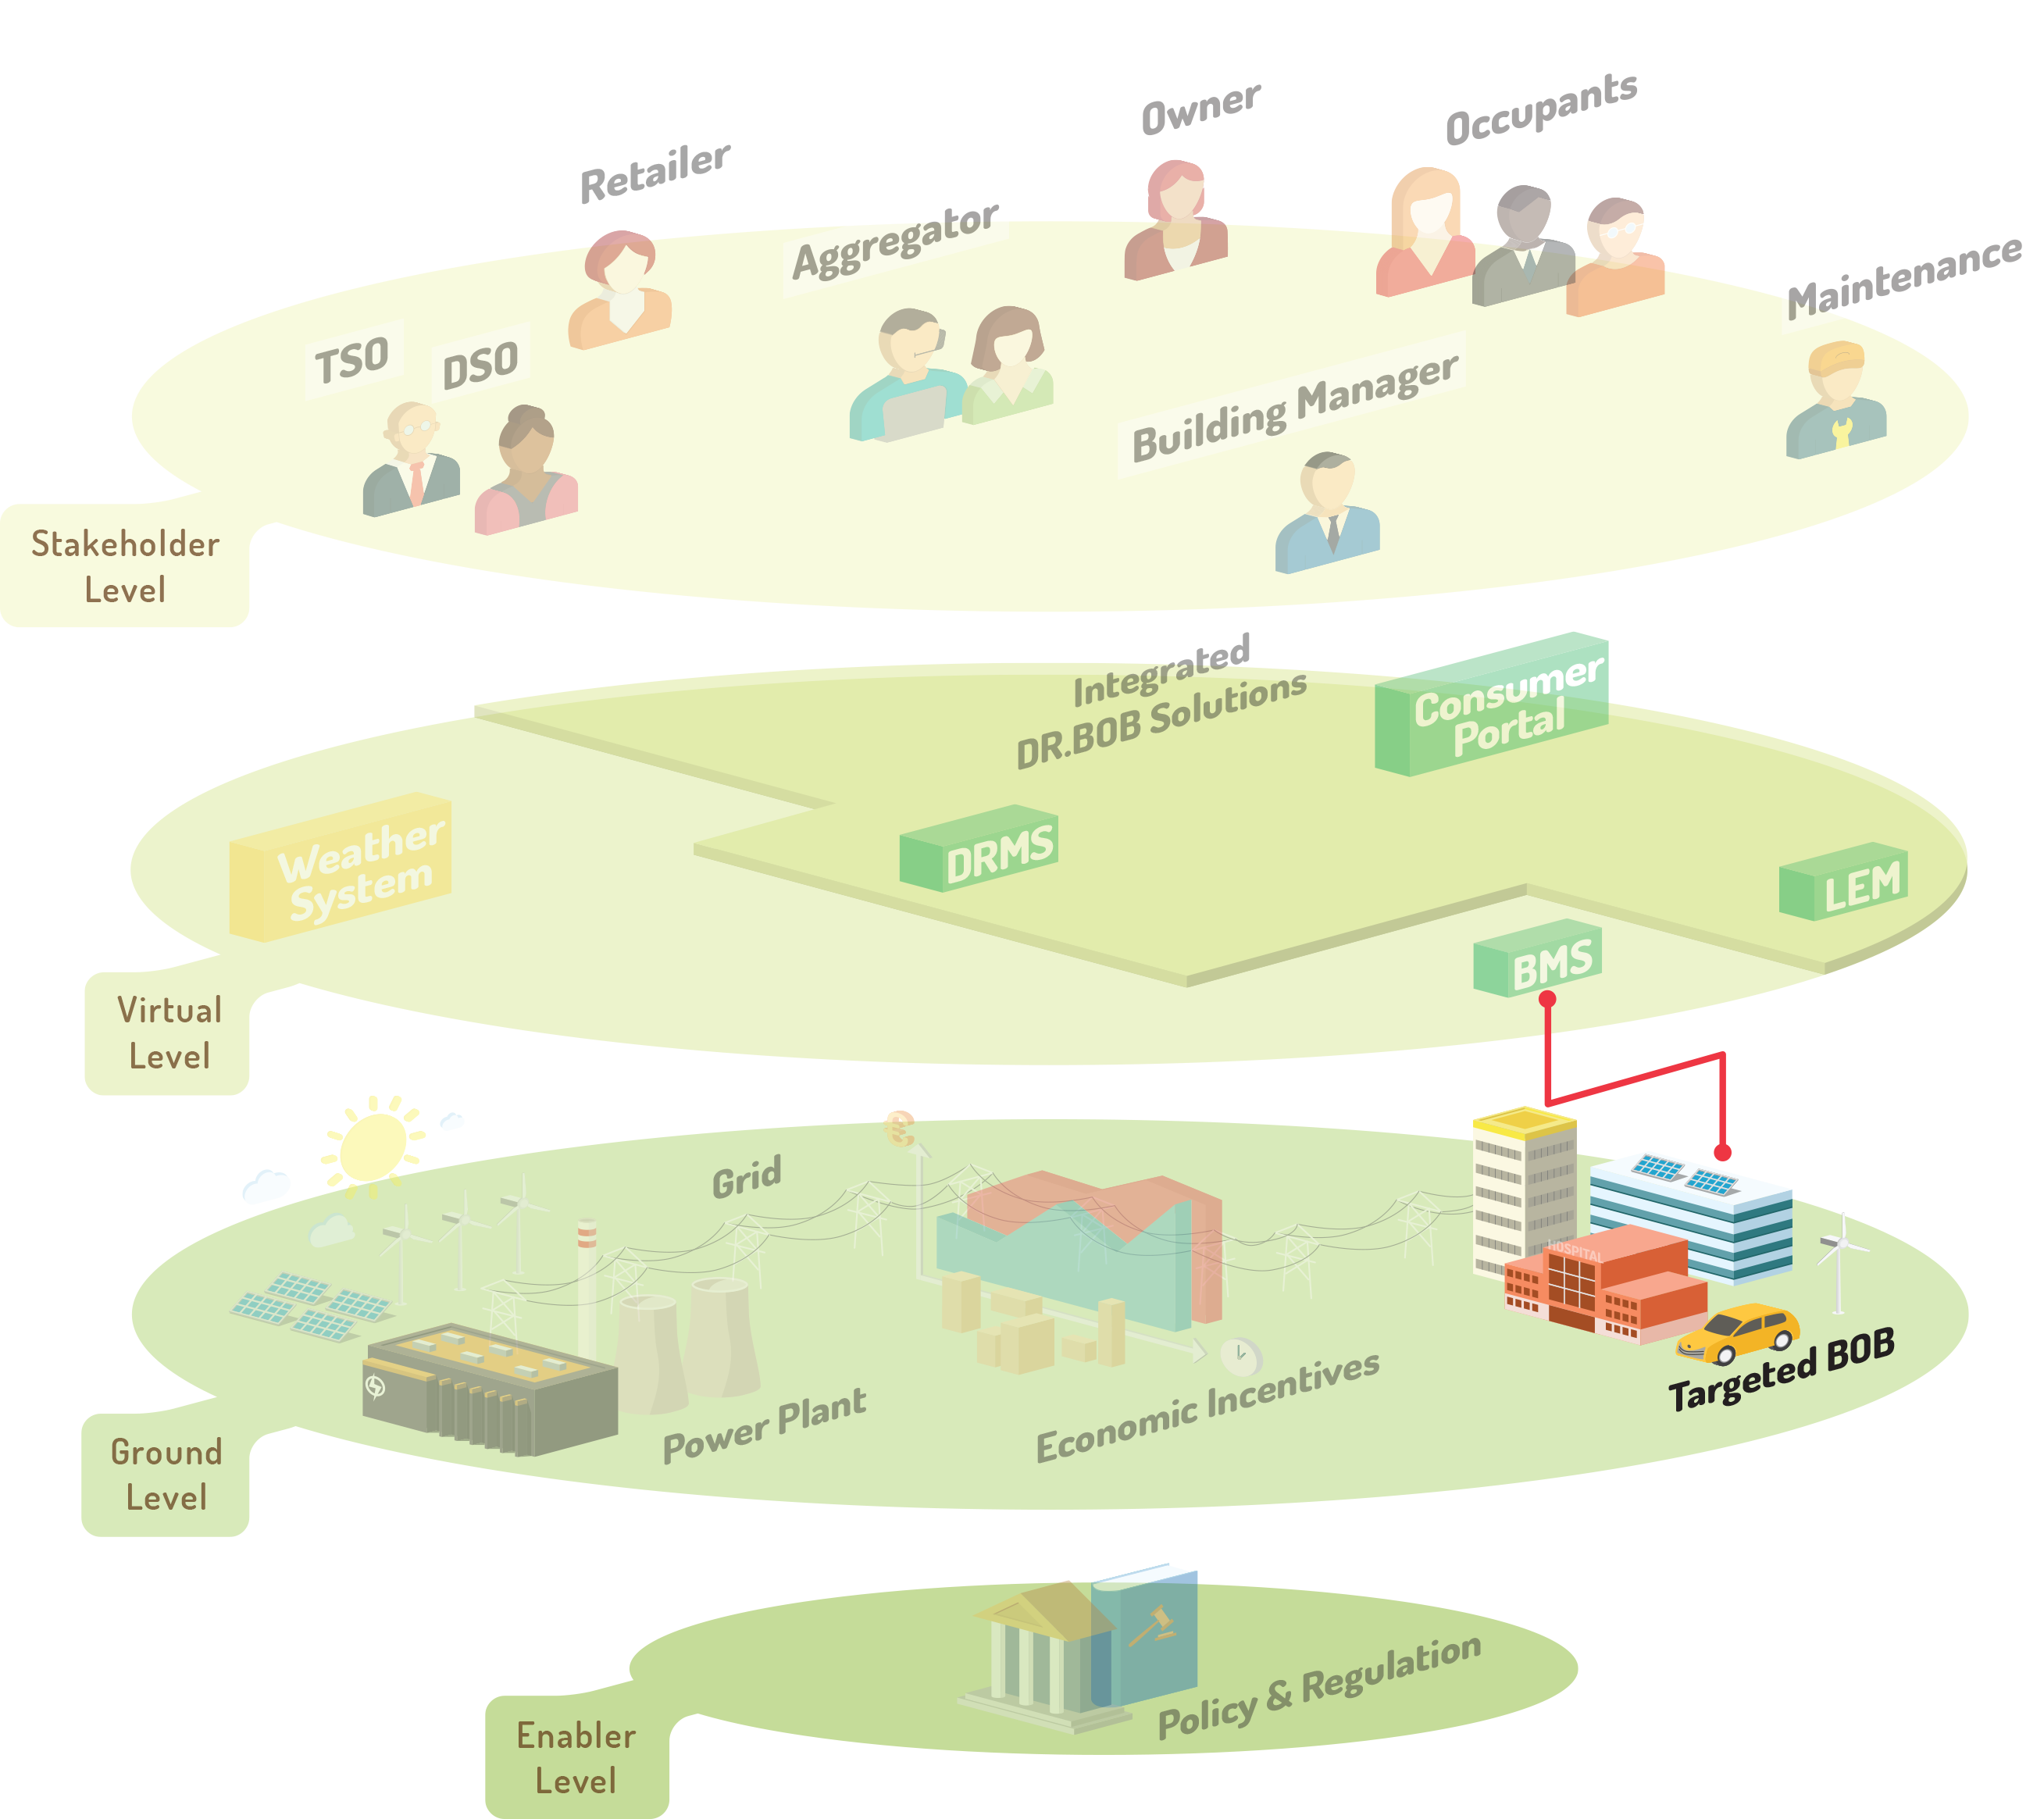 Owner
Occupants
Retailer
Aggregator
Maintenance
TSO
DSO
Building Manager
Stakeholder
Level
Integrated
DR.BOB Solutions
Consumer
Portal
Weather
System
DRMS
LEM
BMS
Virtual
Level
Grid
HOSPITAL
Targeted BOB
Power Plant
Economic Incentives
Ground
Level
Policy & Regulation
Enabler
Level